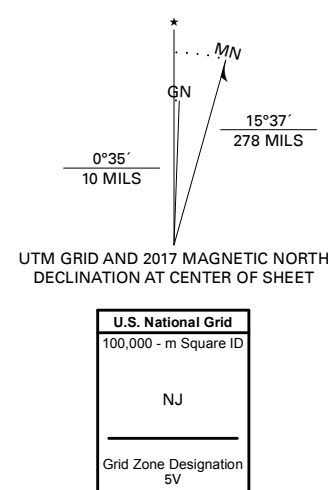 ★
MN
GN
15°37´
278 MILS
0°35´
10 MILS
UTM GRID AND 2017 MAGNETIC NORTH
DECLINATION AT CENTER OF SHEET
U.S. National Grid
100,000 - m Square ID
NJ
Grid Zone Designation
5V